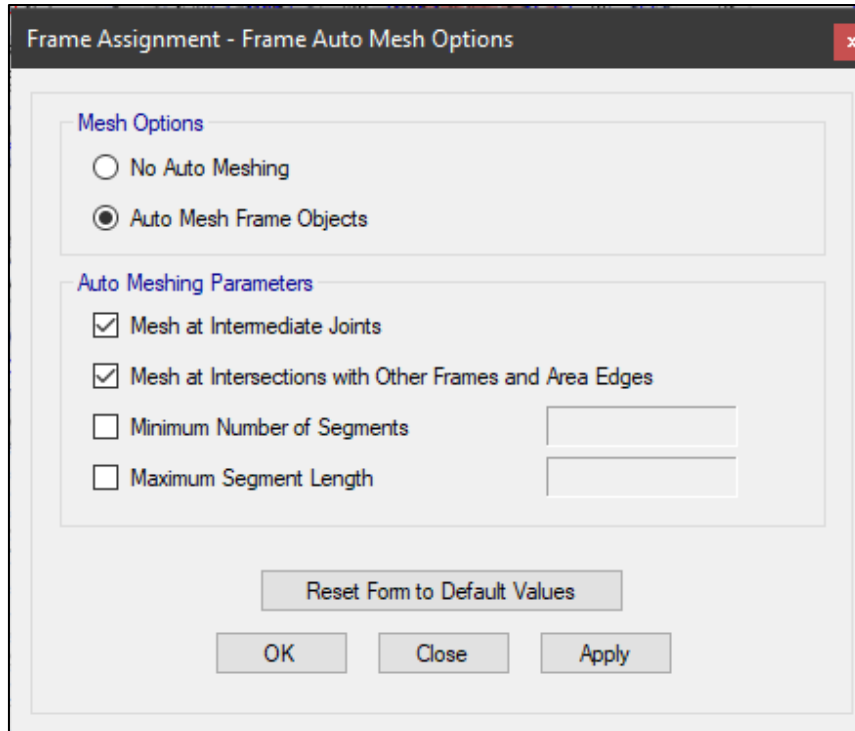 Frame Assignment - Frame Auto Mesh Options
x
Mesh Options
No Auto Meshing
Auto Mesh Frame Objects
Auto Meshing Parameters
Mesh at Intermediate Joints
Mesh at Intersections with Other Frames and Area Edges
Minimum Number of Segments
Maximum Segment Length
Reset Form to Default Values
OK Close Apply